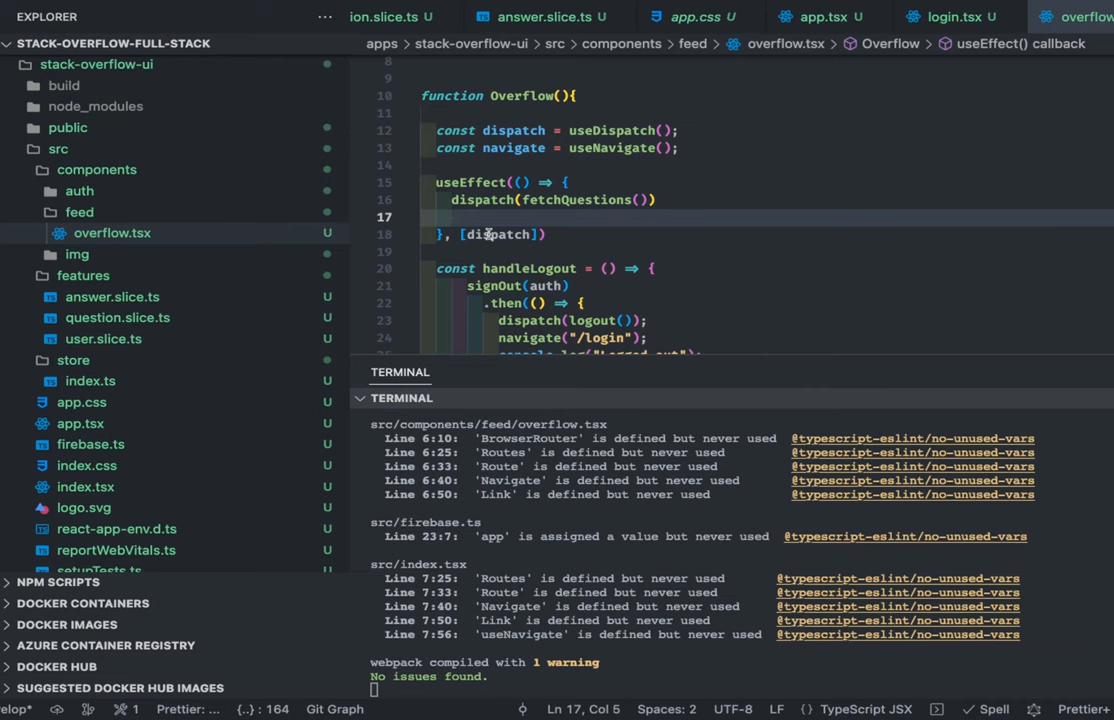 EXPLORER
STACK-OVERFLOW-FULL-STACK
stack-overflow-ui
build
node_modules
public
src
components
auth
feed
overflow.tsx U
img
features
answer.slice.ts U
question.slice.ts U
user.slice.ts U
store
index.ts U
app.css U
app.tsx U
firebase.ts U
index.css U
index.tsx U
logo.svg U
react-app-env.d.ts U
reportWebVitals.ts U
setupTests.ts U
NPM SCRIPTS
DOCKER CONTAINERS
DOCKER IMAGES
AZURE CONTAINER REGISTRY
DOCKER HUB
SUGGESTED DOCKER HUB IMAGES
ion.slice.ts U answer.slice.ts U app.css U app.tsx U login.tsx U overflow
apps > stack-overflow-ui > src > components > feed > overflow.tsx > Overflow > useEffect() callback
8
9
10 function Overflow(){
11
12 const dispatch = useDispatch();
13 const navigate = useNavigate();
14
15 useEffect(() => {
16 dispatch(fetchQuestions())
17
18 }, [dispatch])
19
20 const handleLogout = () => {
21 signOut(auth)
22 .then(() => {
23 dispatch(logout());
24 navigate("/login");
25 console.log("Logged out");
TERMINAL
TERMINAL
src/components/feed/overflow.tsx
Line 6:10: 'BrowserRouter' is defined but never used @typescript-eslint/no-unused-vars
Line 6:25: 'Routes' is defined but never used @typescript-eslint/no-unused-vars
Line 6:33: 'Route' is defined but never used @typescript-eslint/no-unused-vars
Line 6:40: 'Navigate' is defined but never used @typescript-eslint/no-unused-vars
Line 6:50: 'Link' is defined but never used @typescript-eslint/no-unused-vars
src/firebase.ts
Line 23:7: 'app' is assigned a value but never used @typescript-eslint/no-unused-vars
src/index.tsx
Line 7:25: 'Routes' is defined but never used @typescript-eslint/no-unused-vars
Line 7:33: 'Route' is defined but never used @typescript-eslint/no-unused-vars
Line 7:40: 'Navigate' is defined but never used @typescript-eslint/no-unused-vars
Line 7:50: 'Link' is defined but never used @typescript-eslint/no-unused-vars
Line 7:56: 'useNavigate' is defined but never used @typescript-eslint/no-unused-vars
webpack compiled with 1 warning
No issues found.
velop* 1 Prettier: ... {..} : 164 Git Graph Ln 17, Col 5 Spaces: 2 UTF-8 LF {} TypeScript JSX Spell Prettier+